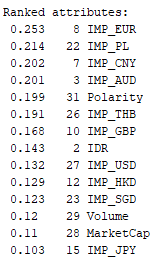 Ranked attributes:
0.253 8 IMP_EUR
0.214 22 IMP_PL
0.202 7 IMP_CNY
0.201 3 IMP_AUD
0.199 31 Polarity
0.191 26 IMP_THB
0.168 10 IMP_GBP
0.143 2 IDR
0.132 27 IMP_USD
0.129 12 IMP_HKD
0.123 23 IMP_SGD
0.12 29 Volume
0.11 28 MarketCap
0.103 15 IMP_JPY